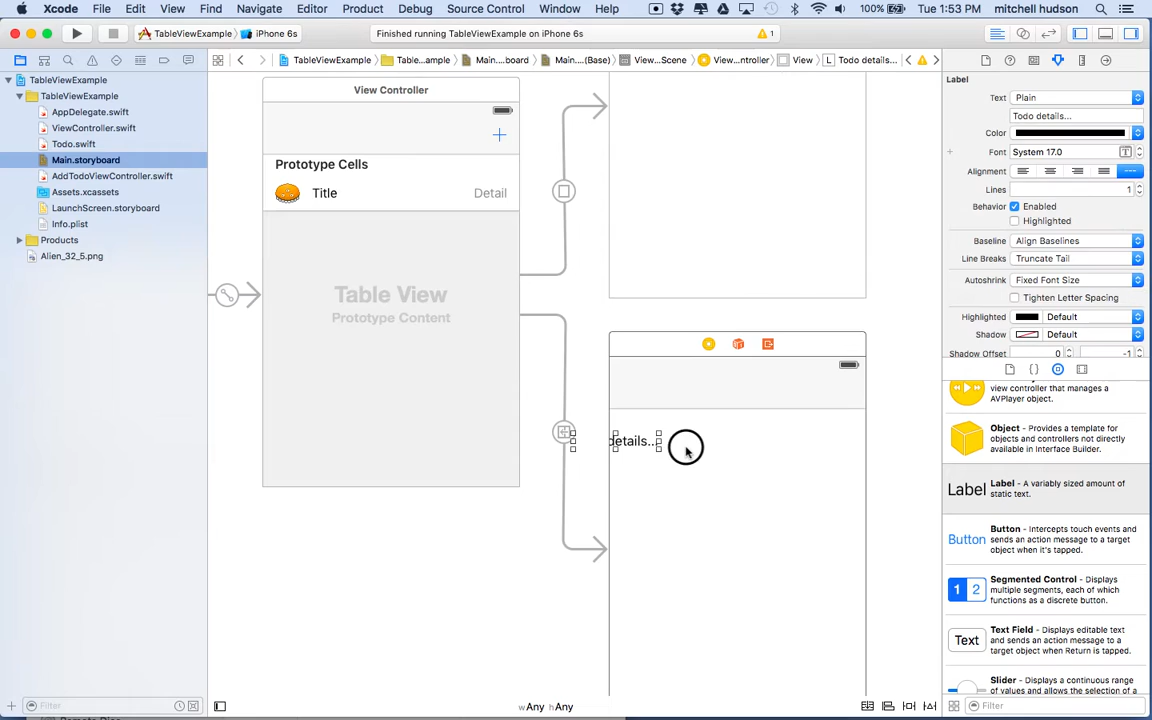 Xcode File Edit View Find Navigate Editor Product Debug Source Control Window Help 100% Tue 1:53 PM mitchell hudson
TableViewExample iPhone 6s Finished running TableViewExample on iPhone 6s 1
TableViewExample Table...ample Main....board Main....(Base) View...Scene View...ntroller View L Todo details...
TableViewExample
TableViewExample
AppDelegate.swift
ViewController.swift
Todo.swift
Main.storyboard
AddTodoViewController.swift
Assets.xcassets
LaunchScreen.storyboard
Info.plist
Products
Alien_32_5.png
Filter
View Controller
Prototype Cells
Title Detail
Table View
Prototype Content
details...
wAny hAny
Label
Text Plain
Todo details...
Color
Font System 17.0
Alignment
Lines 1
Behavior Enabled
Highlighted
Baseline Align Baselines
Line Breaks Truncate Tail
Autoshrink Fixed Font Size
Tighten Letter Spacing
Highlighted Default
Shadow Default
Shadow Offset 0 -1
view controller that manages a
AVPlayer object.
Object - Provides a template for
objects and controllers not directly
available in Interface Builder.
Label Label - A variably sized amount of
static text.
Button Button - Intercepts touch events and
sends an action message to a target
object when it's tapped.
1 2 Segmented Control - Displays
multiple segments, each of which
functions as a discrete button.
Text Text Field - Displays editable text
and sends an action message to a
target object when Return is tapped.
Slider - Displays a continuous range
of values and allows the selection of a
Filter